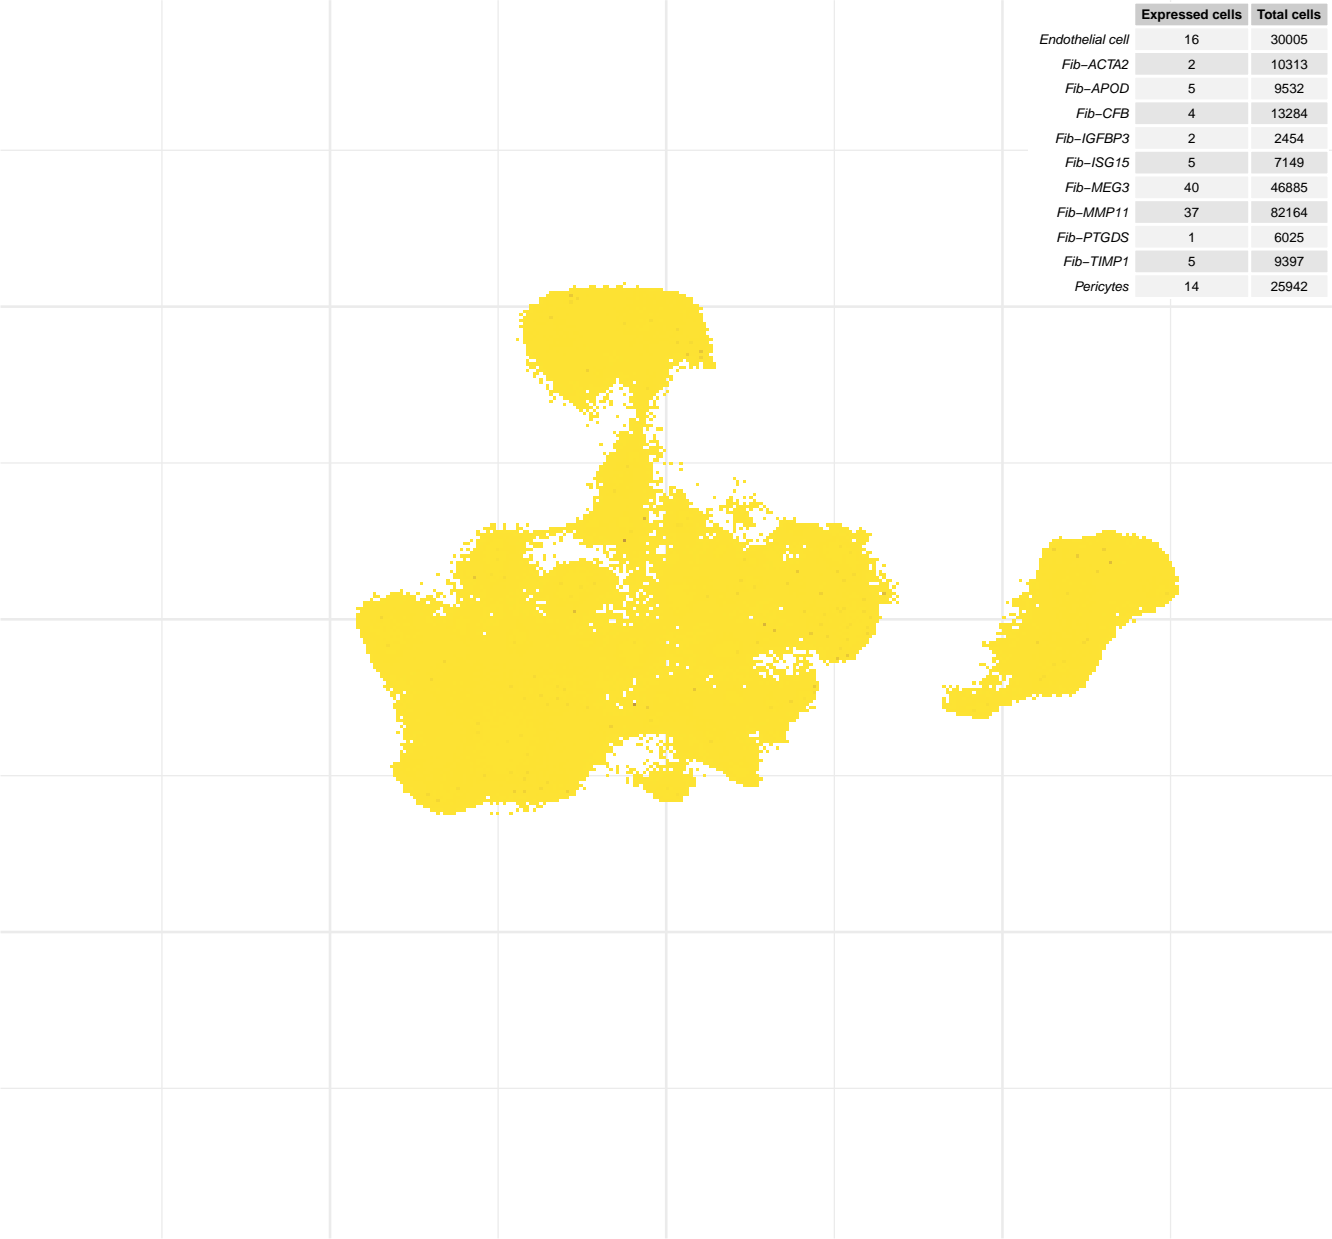 Expressed cells Total cells
Endothelial cell 16 30005
Fib−ACTA2 2 10313
Fib−APOD 5 9532
Fib−CFB 4 13284
Fib−IGFBP3 2 2454
Fib−ISG15 5 7149
Fib−MEG3 40 46885
Fib−MMP11 37 82164
Fib−PTGDS 1 6025
Fib−TIMP1 5 9397
Pericytes 14 25942